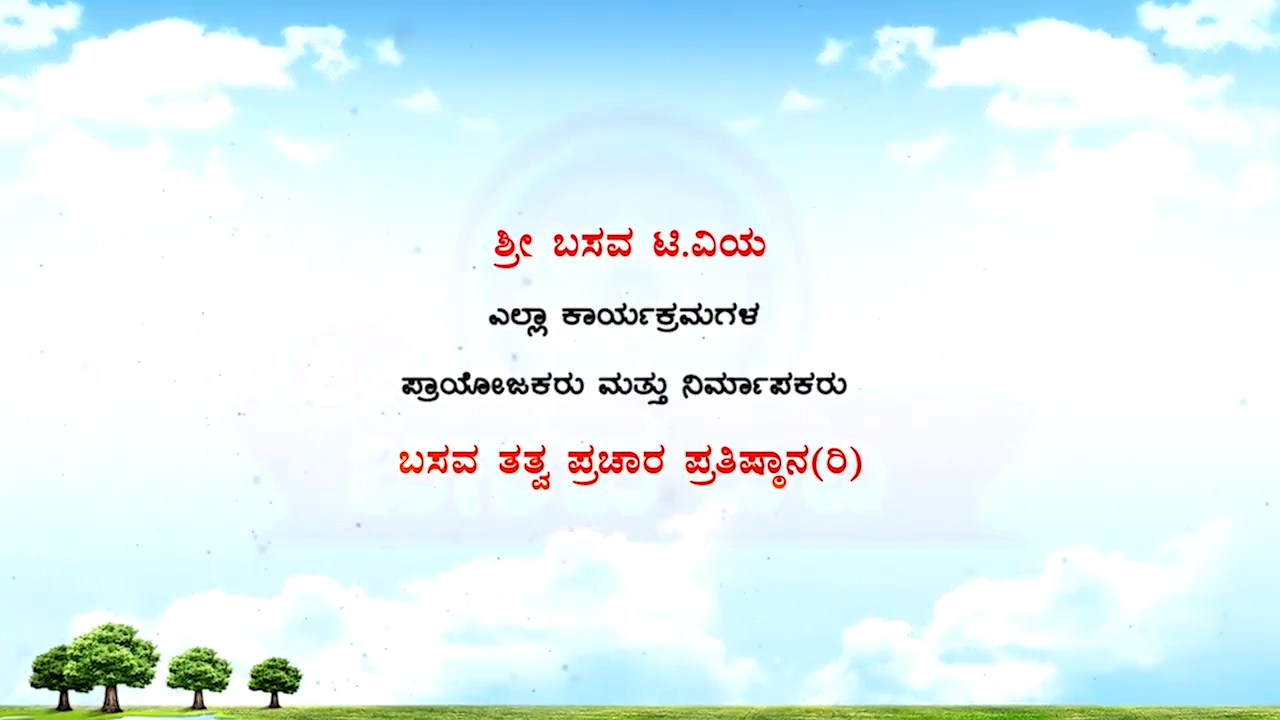 ಶ್ರೀ ಬಸವ ಟಿ.ವಿಯ
ಎಲ್ಲಾ ಕಾರ್ಯಕ್ರಮಗಳ
ಪ್ರಾಯೋಜಕರು ಮತ್ತು ನಿರ್ಮಾಪಕರು
ಬಸವ ತತ್ವ ಪ್ರಚಾರ ಪ್ರತಿಷ್ಠಾನ(ರಿ)